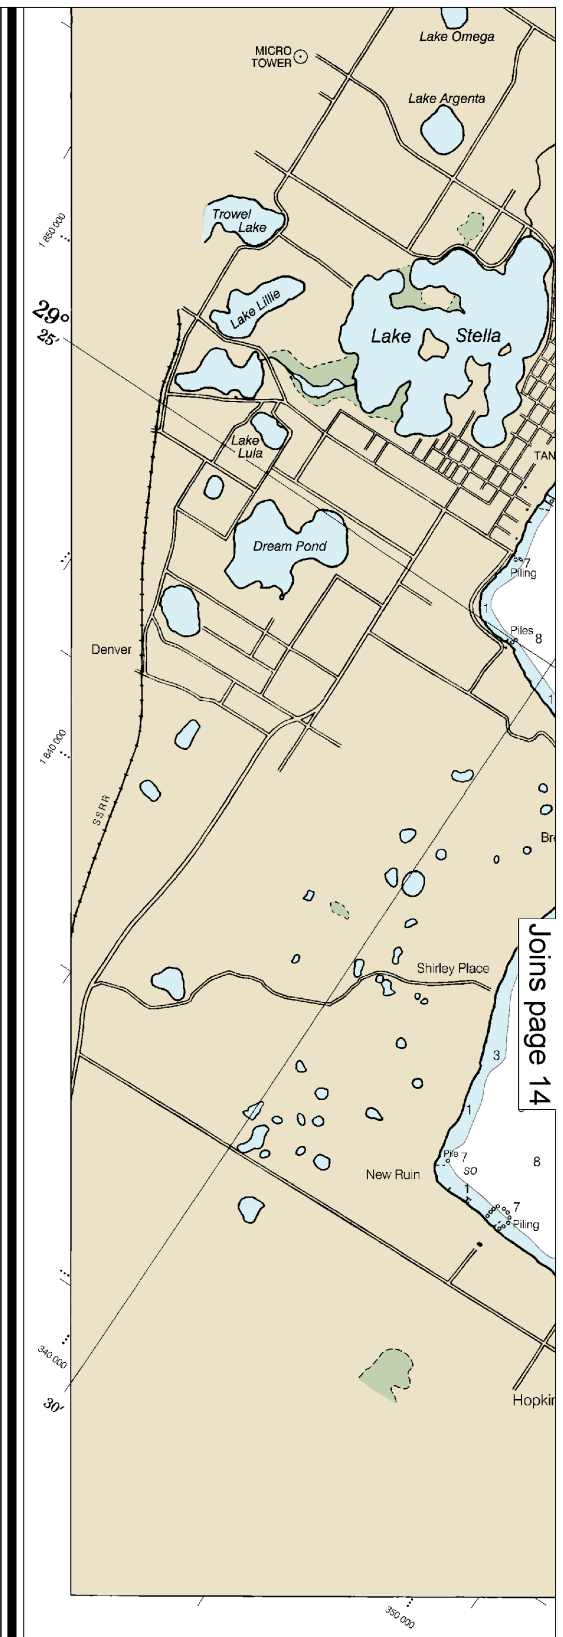 Lake Omega
MICRO
TOWER
Lake Argenta
Trowel
Lake
1 850 000
Lake Lillie
29°
25'
Lake Stella
Lake
Lula
TAN
Dream Pond
7
Piling
1
Piles
8
Denver
1
1 840 000
SSRR
Bre
Joins page 14
Shirley Place
3
1
Pile 7
so
8
New Ruin
1
7
Piling
340 000
30'
Hopkin
350 000